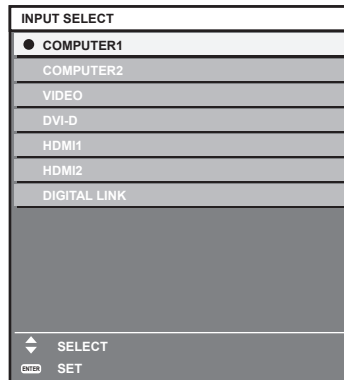 INPUT SELECT
COMPUTER1
COMPUTER2
VIDEO
DVI-D
HDMI1
HDMI2
DIGITAL LINK
SELECT
ENTER SET